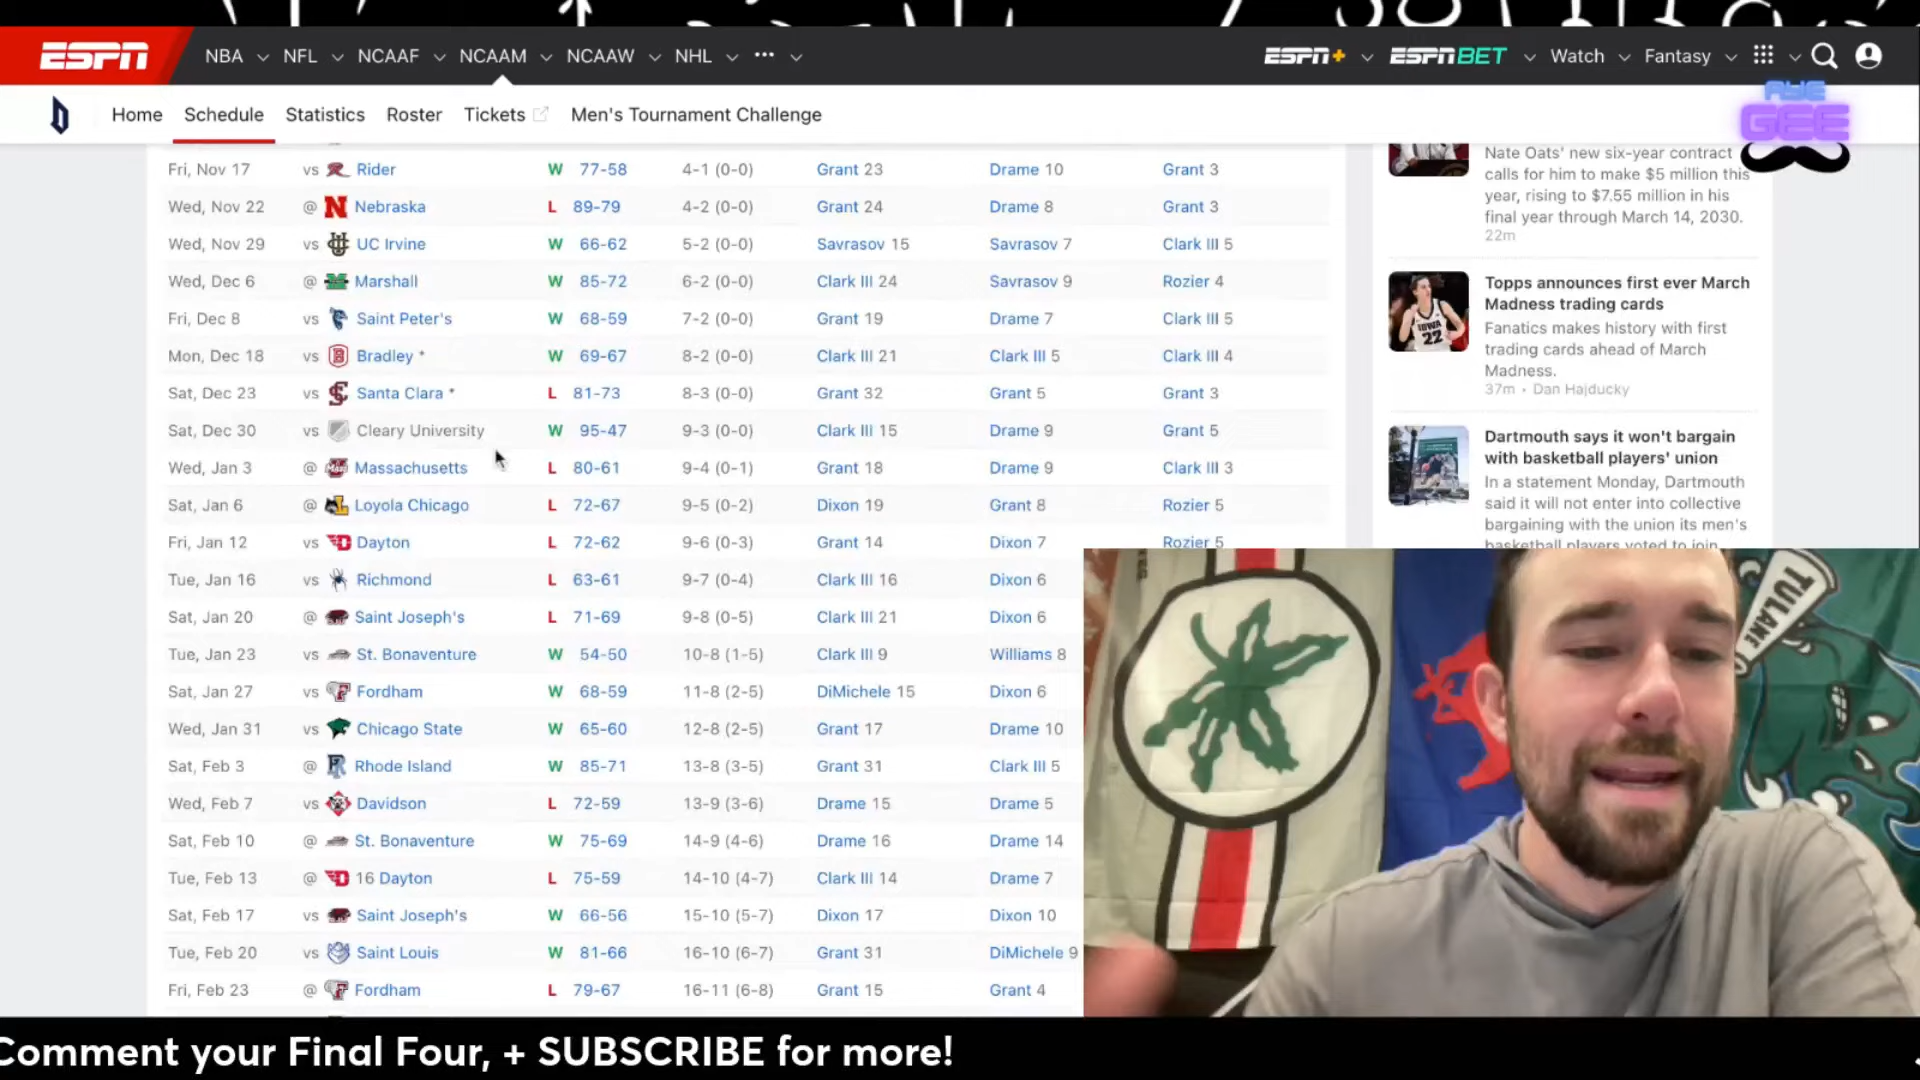 ESPN NBA NFL NCAAF NCAAM NCAAW NHL ESPN+ ESPN BET Watch Fantasy
Home Schedule Statistics Roster Tickets Men's Tournament Challenge
AYE
GEE
Fri, Nov 17 vs Rider W 77-58 4-1 (0-0) Grant 23 Drame 10 Grant 3
Wed, Nov 22 @ N Nebraska L 89-79 4-2 (0-0) Grant 24 Drame 8 Grant 3
Wed, Nov 29 vs UC Irvine W 66-62 5-2 (0-0) Savrasov 15 Savrasov 7 Clark III 5
Wed, Dec 6 @ Marshall W 85-72 6-2 (0-0) Clark III 24 Savrasov 9 Rozier 4
Fri, Dec 8 vs Saint Peter's W 68-59 7-2 (0-0) Grant 19 Drame 7 Clark III 5
Mon, Dec 18 vs Bradley * W 69-67 8-2 (0-0) Clark III 21 Clark III 5 Clark III 4
Sat, Dec 23 vs Santa Clara * L 81-73 8-3 (0-0) Grant 32 Grant 5 Grant 3
Sat, Dec 30 vs Cleary University W 95-47 9-3 (0-0) Clark III 15 Drame 9 Grant 5
Wed, Jan 3 @ Massachusetts L 80-61 9-4 (0-1) Grant 18 Drame 9 Clark III 3
Sat, Jan 6 @ Loyola Chicago L 72-67 9-5 (0-2) Dixon 19 Grant 8 Rozier 5
Fri, Jan 12 vs Dayton L 72-62 9-6 (0-3) Grant 14 Dixon 7 Rozier 5
Tue, Jan 16 vs Richmond L 63-61 9-7 (0-4) Clark III 16 Dixon 6
Sat, Jan 20 @ Saint Joseph's L 71-69 9-8 (0-5) Clark III 21 Dixon 6
Tue, Jan 23 vs St. Bonaventure W 54-50 10-8 (1-5) Clark III 9 Williams 8
Sat, Jan 27 vs Fordham W 68-59 11-8 (2-5) DiMichele 15 Dixon 6
Wed, Jan 31 vs Chicago State W 65-60 12-8 (2-5) Grant 17 Drame 10
Sat, Feb 3 @ Rhode Island W 85-71 13-8 (3-5) Grant 31 Clark III 5
Wed, Feb 7 vs Davidson L 72-59 13-9 (3-6) Drame 15 Drame 5
Sat, Feb 10 @ St. Bonaventure W 75-69 14-9 (4-6) Drame 16 Drame 14
Tue, Feb 13 @ 16 Dayton L 75-59 14-10 (4-7) Clark III 14 Drame 7
Sat, Feb 17 vs Saint Joseph's W 66-56 15-10 (5-7) Dixon 17 Dixon 10
Tue, Feb 20 vs Saint Louis W 81-66 16-10 (6-7) Grant 31 DiMichele 9
Fri, Feb 23 @ Fordham L 79-67 16-11 (6-8) Grant 15 Grant 4
Nate Oats' new six-year contract
calls for him to make $5 million this
year, rising to $7.55 million in his
final year through March 14, 2030.
22m
Topps announces first ever March
Madness trading cards
Fanatics makes history with first
trading cards ahead of March
Madness.
37m • Dan Hajducky
IOWA
22
Dartmouth says it won't bargain
with basketball players' union
In a statement Monday, Dartmouth
said it will not enter into collective
bargaining with the union its men's
basketball players voted to join
TULANE
Comment your Final Four, + SUBSCRIBE for more!